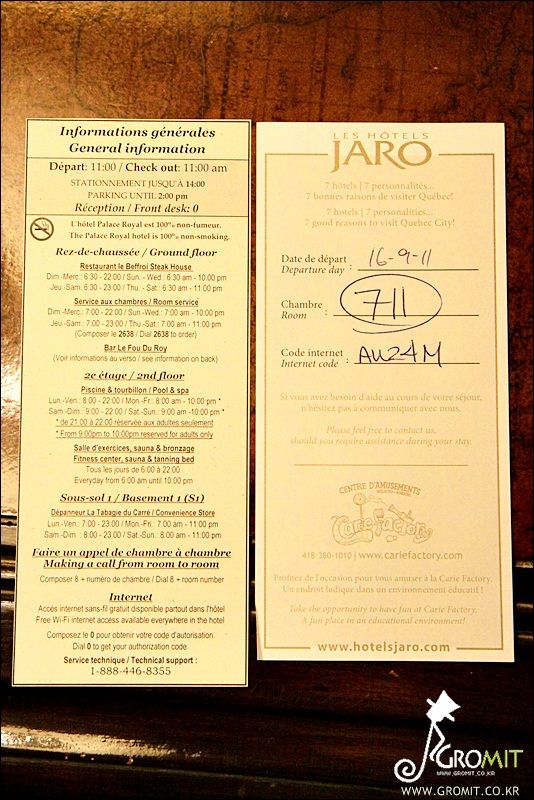 Informations générales
General information
Départ: 11:00 / Check out: 11:00 am
STATIONNEMENT JUSQU'À 14:00
PARKING UNTIL 2:00 pm
Réception / Front desk: 0
L'hôtel Palace Royal est 100% non-fumeur.
The Palace Royal hotel is 100% non-smoking.
Rez-de-chaussée / Ground floor
Restaurant le Beffroi Steak House
Dim.-Merc.: 6:30 - 22:00 / Sun. - Wed.: 6:30 am - 10:00 pm
Jeu.-Sam.: 6:30 - 23:00 / Thu. - Sat.: 6:30 am - 11:00 pm
Service aux chambres / Room service
Dim.-Merc.: 7:00 - 22:00 / Sun.-Wed.: 7:00 am - 10:00 pm
Jeu.-Sam.: 7:00 - 23:00 / Thu.-Sat.: 7:00 am - 11:00 pm
(Composer le 2638 / Dial 2638 to order)
Bar Le Fou Du Roy
(Voir informations au verso / see information on back)
2e étage / 2nd floor
Piscine & tourbillon / Pool & spa
Lun.-Ven.: 8:00 - 22:00 / Mon.-Fri.: 8:00 am - 10:00 pm *
Sam.-Dim.: 9:00 - 22:00 / Sat.-Sun.: 9:00 am -10:00 pm *
* de 21:00 à 22:00 réservée aux adultes seulement
* From 9:00pm to 10:00pm reserved for adults only
Salle d'exercices, sauna & bronzage
Fitness center, sauna & tanning bed
Tous les jours de 6:00 à 22:00
Everyday from 6:00 am until 10:00 pm
Sous-sol 1 / Basement 1 (S1)
Dépanneur La Tabagie du Carré / Convenience Store
Lun.-Ven.: 7:00 - 23:00 / Mon.-Fri.: 7:00 am - 11:00 pm
Sam.-Dim.: 8:00 - 23:00 / Sat.-Sun.: 8:00 am - 11:00 pm
Faire un appel de chambre à chambre
Making a call from room to room
Composer 8 + numéro de chambre / Dial 8 + room number
Internet
Accès internet sans-fil gratuit disponible partout dans l'hôtel
Free Wi-Fi internet access available everywhere in the hotel
Composez le 0 pour obtenir votre code d'autorisation.
Dial 0 to get your authorization code.
Service technique / Technical support :
1-888-446-8355
LES HÔTELS
JARO
7 hôtels | 7 personnalités...
7 bonnes raisons de visiter Québec!
7 hotels | 7 personalities...
7 good reasons to visit Quebec City!
Date de départ
Departure day : 16-9-11
Chambre
Room : 711
Code internet
Internet code : AU24M
Si vous avez besoin d'aide au cours de votre séjour,
n'hésitez pas à communiquer avec nous.
Please feel free to contact us,
should you require assistance during your stay.
CENTRE D'AMUSEMENTS
Carie Factory
418-380-1010 | www.cariefactory.com
Profitez de l'occasion pour vous amuser à la Carie Factory.
Un endroit ludique dans un environnement éducatif !
Take the opportunity to have fun at Carie Factory.
A fun place in an educational environment!
www.hotelsjaro.com
GROMIT
WWW.GROMIT.CO.KR
WWW.GROMIT.CO.KR